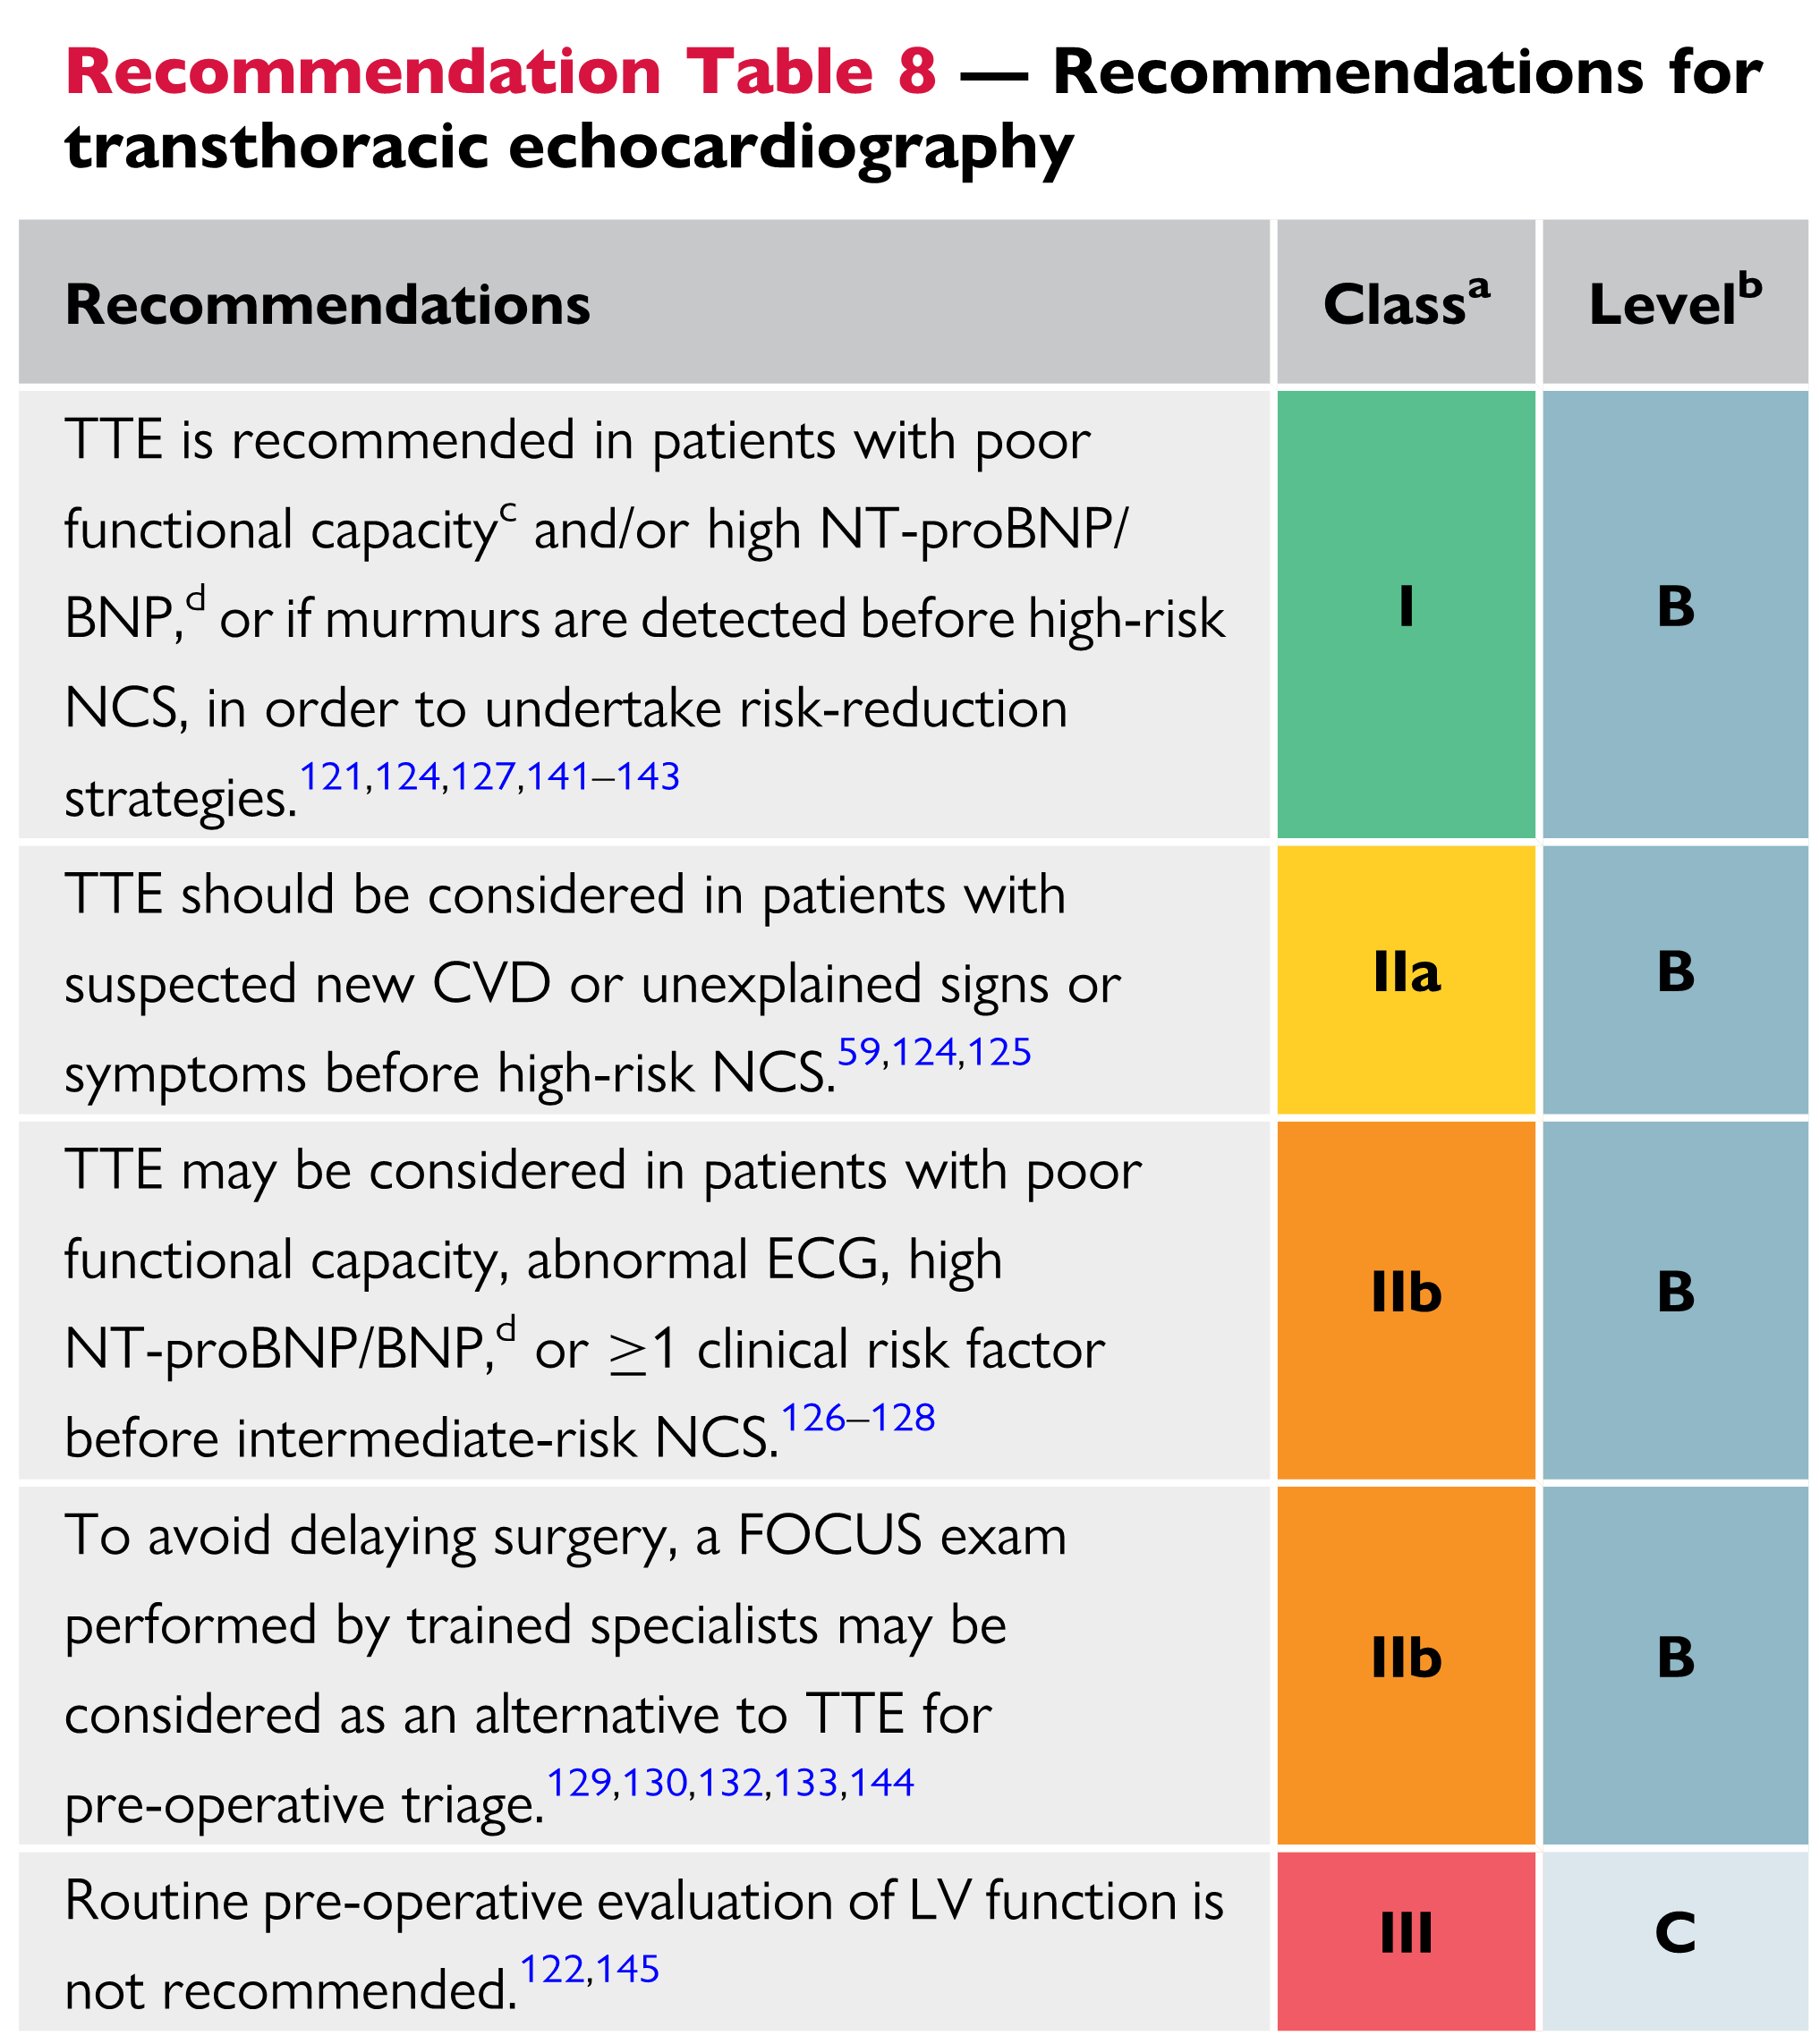 Recommendation Table 8 — Recommendations for
transthoracic echocardiography
Recommendations Classᵃ Levelᵇ
TTE is recommended in patients with poor
functional capacityᶜ and/or high NT-proBNP/
BNP,ᵈ or if murmurs are detected before high-risk
NCS, in order to undertake risk-reduction
strategies.121,124,127,141–143
I B
TTE should be considered in patients with
suspected new CVD or unexplained signs or
symptoms before high-risk NCS.59,124,125
IIa B
TTE may be considered in patients with poor
functional capacity, abnormal ECG, high
NT-proBNP/BNP,ᵈ or ≥1 clinical risk factor
before intermediate-risk NCS.126–128
IIb B
To avoid delaying surgery, a FOCUS exam
performed by trained specialists may be
considered as an alternative to TTE for
pre-operative triage.129,130,132,133,144
IIb B
Routine pre-operative evaluation of LV function is
not recommended.122,145
III C